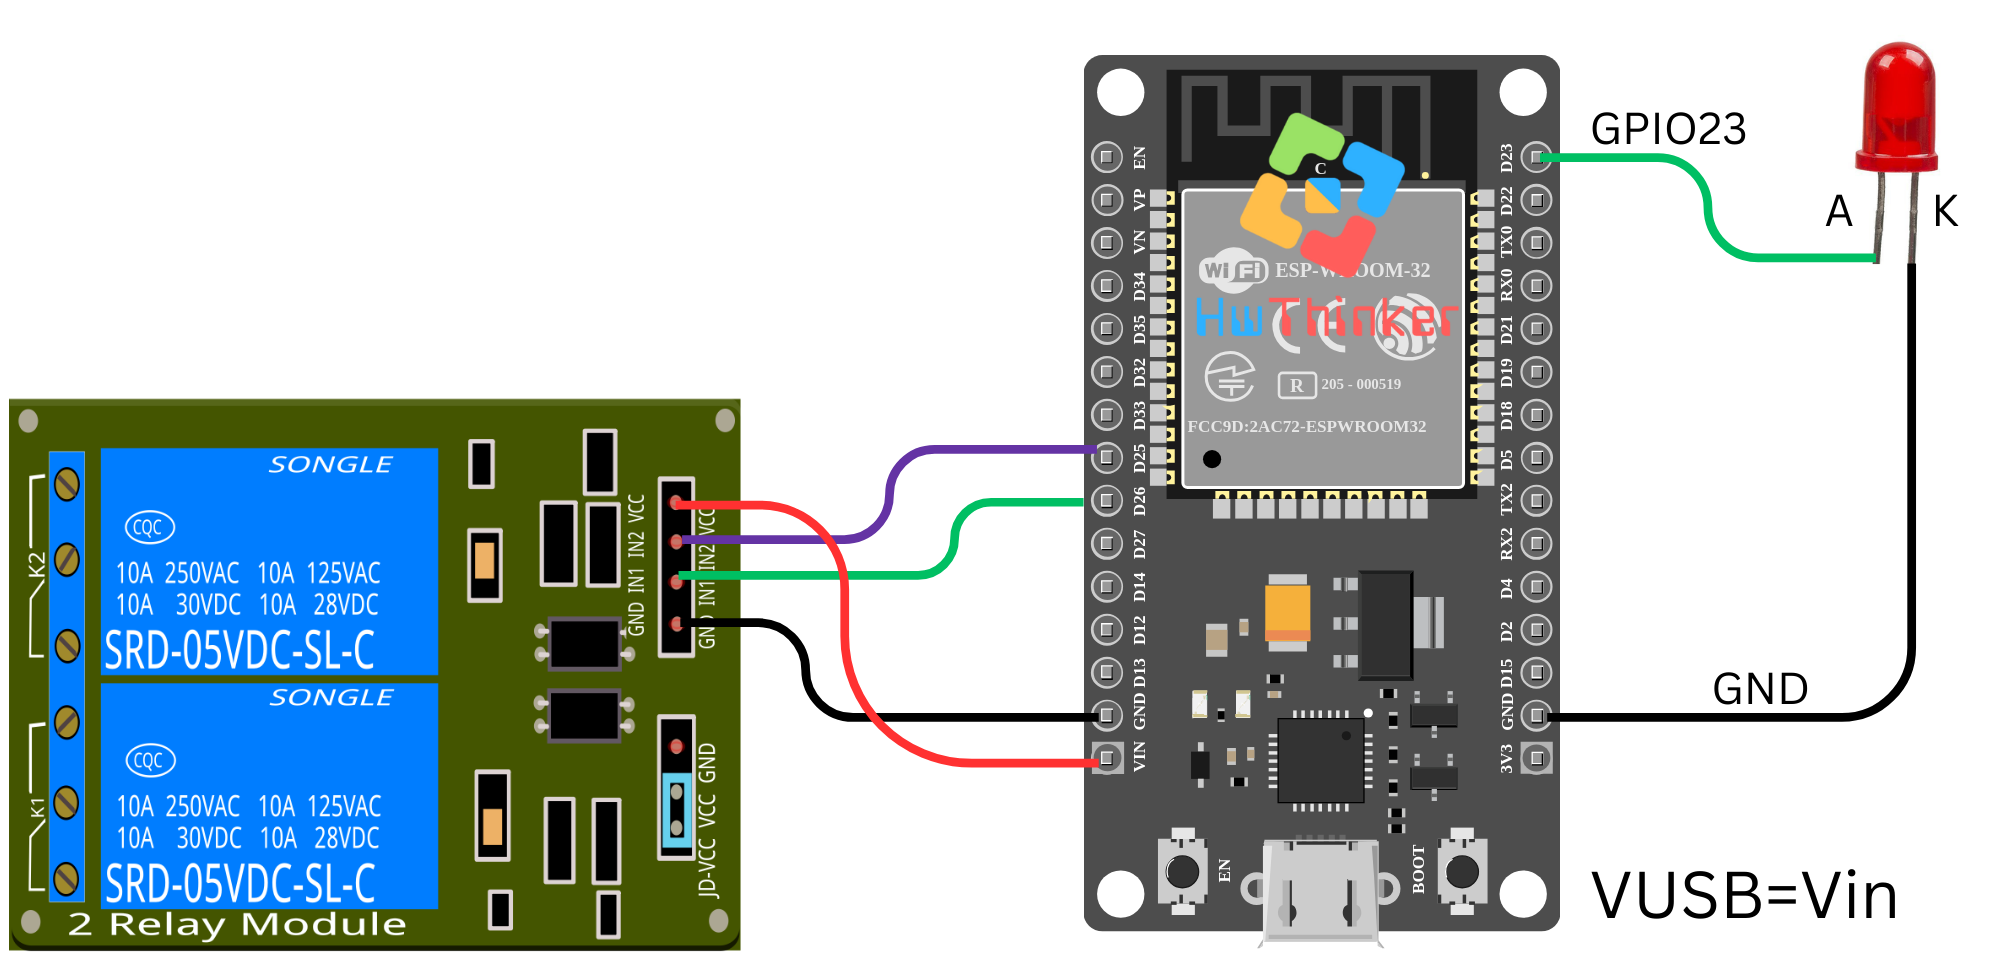 SONGLE
CQC
10A 250VAC 10A 125VAC
10A 30VDC 10A 28VDC
SRD-05VDC-SL-C
SONGLE
CQC
10A 250VAC 10A 125VAC
10A 30VDC 10A 28VDC
SRD-05VDC-SL-C
2 Relay Module
K2
K1
GND IN1 IN2 VCC
GND IN1 IN2 VCC
JD-VCC VCC GND
EN
VP
VN
D34
D35
D32
D33
D25
D26
D27
D14
D12
D13
GND
VIN
C
WiFi
ESP-WROOM-32
HwThinker
CE
R
205 - 000519
FCC9D:2AC72-ESPWROOM32
D23
D22
TX0
RX0
D21
D19
D18
D5
TX2
RX2
D4
D2
D15
GND
3V3
EN
BOOT
GPIO23
A
K
GND
VUSB=Vin